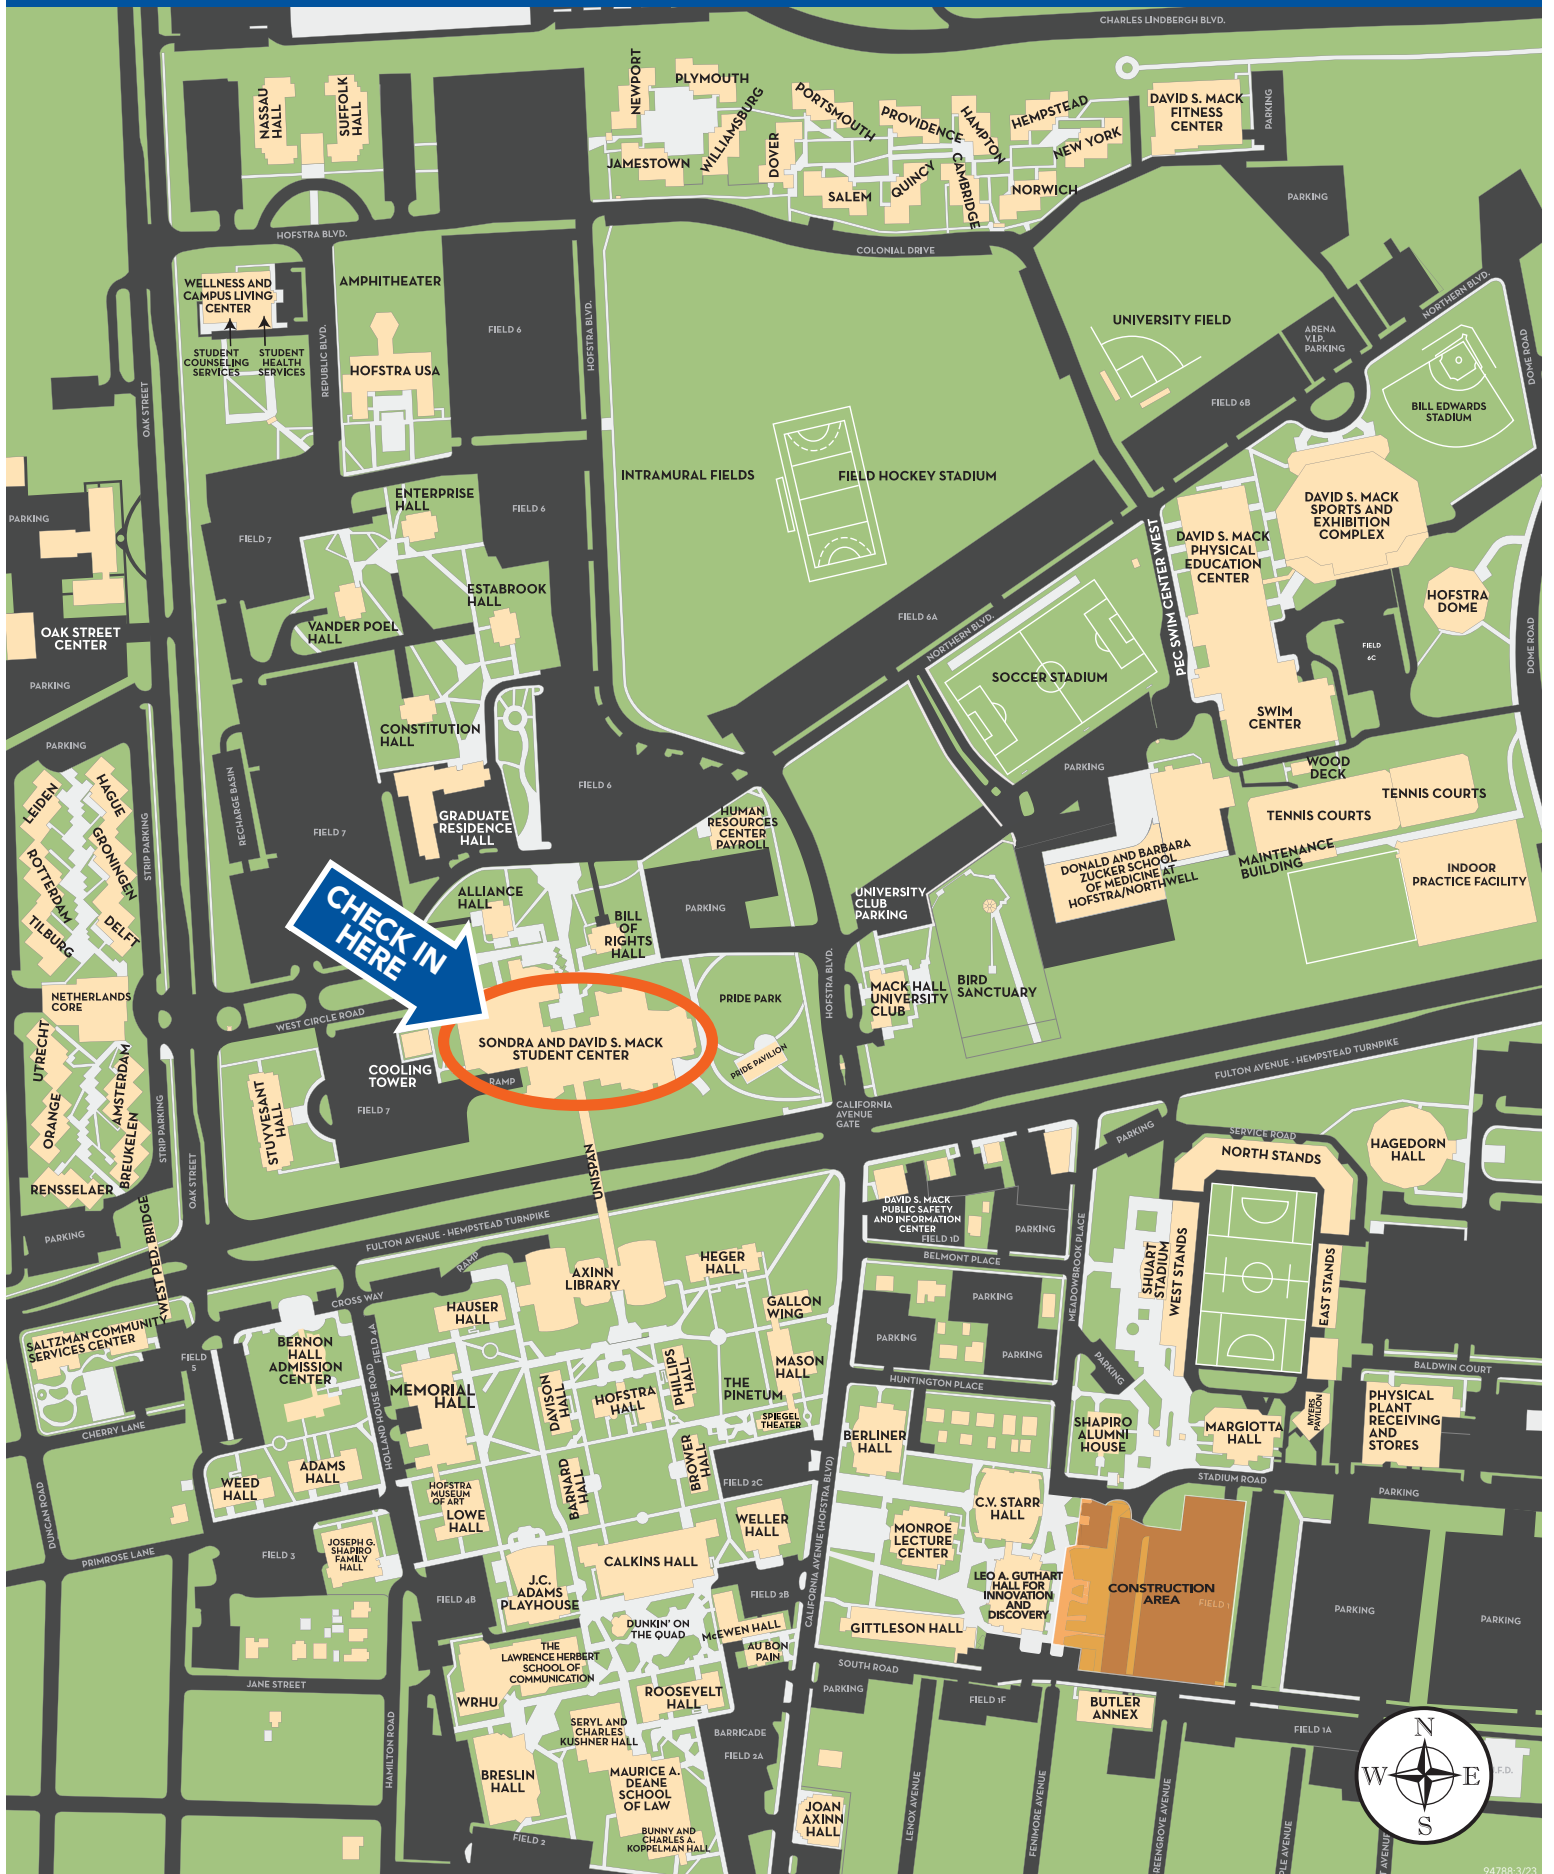 CHARLES LINDBERGH BLVD.
NASSAU
HALL
SUFFOLK
HALL
NEWPORT
PLYMOUTH
WILLIAMSBURG
JAMESTOWN
DOVER
PORTSMOUTH
PROVIDENCE
HAMPTON
HEMPSTEAD
NEW YORK
SALEM
QUINCY
CAMBRIDGE
NORWICH
DAVID S. MACK
FITNESS
CENTER
PARKING
PARKING
HOFSTRA BLVD.
COLONIAL DRIVE
WELLNESS AND
CAMPUS LIVING
CENTER
STUDENT
COUNSELING
SERVICES
STUDENT
HEALTH
SERVICES
REPUBLIC BLVD.
OAK STREET
AMPHITHEATER
HOFSTRA USA
FIELD 6
HOFSTRA BLVD.
UNIVERSITY FIELD
ARENA
V.I.P.
PARKING
NORTHERN BLVD.
DOME ROAD
BILL EDWARDS
STADIUM
FIELD 6B
INTRAMURAL FIELDS
FIELD HOCKEY STADIUM
ENTERPRISE
HALL
FIELD 6
FIELD 7
PARKING
DAVID S. MACK
SPORTS AND
EXHIBITION
COMPLEX
DAVID S. MACK
PHYSICAL
EDUCATION
CENTER
PEC SWIM CENTER WEST
HOFSTRA
DOME
DOME ROAD
FIELD
6C
ESTABROOK
HALL
VANDER POEL
HALL
OAK STREET
CENTER
PARKING
FIELD 6A
NORTHERN BLVD.
SOCCER STADIUM
SWIM
CENTER
CONSTITUTION
HALL
PARKING
RECHARGE BASIN
FIELD 7
FIELD 6
GRADUATE
RESIDENCE
HALL
HUMAN
RESOURCES
CENTER
PAYROLL
PARKING
WOOD
DECK
TENNIS COURTS
TENNIS COURTS
MAINTENANCE
BUILDING
INDOOR
PRACTICE FACILITY
DONALD AND BARBARA
ZUCKER SCHOOL
OF MEDICINE AT
HOFSTRA/NORTHWELL
LEIDEN
HAGUE
GRONINGEN
ROTTERDAM
TILBURG
DELFT
STRIP PARKING
CHECK IN
HERE
ALLIANCE
HALL
BILL
OF
RIGHTS
HALL
PARKING
UNIVERSITY
CLUB
PARKING
NETHERLANDS
CORE
WEST CIRCLE ROAD
PRIDE PARK
HOFSTRA BLVD.
MACK HALL
UNIVERSITY
CLUB
BIRD
SANCTUARY
SONDRA AND DAVID S. MACK
STUDENT CENTER
COOLING
TOWER
RAMP
PRIDE PAVILION
UTRECHT
AMSTERDAM
ORANGE
BREUKELEN
RENSSELAER
STRIP PARKING
OAK STREET
STUYVESANT
HALL
FIELD 7
UNISPAN
CALIFORNIA
AVENUE
GATE
FULTON AVENUE - HEMPSTEAD TURNPIKE
PARKING
SERVICE ROAD
NORTH STANDS
HAGEDORN
HALL
PARKING
WEST PED. BRIDGE
FULTON AVENUE - HEMPSTEAD TURNPIKE
DAVID S. MACK
PUBLIC SAFETY
AND INFORMATION
CENTER
FIELD 1D
PARKING
BELMONT PLACE
MEADOWBROOK PLACE
SHUART
STADIUM
WEST STANDS
EAST STANDS
RAMP
CROSS WAY
AXINN
LIBRARY
HEGER
HALL
GALLON
WING
HAUSER
HALL
SALTZMAN COMMUNITY
SERVICES CENTER
FIELD
5
BERNON
HALL
ADMISSION
CENTER
FIELD 4A
HOLLAND HOUSE ROAD
MEMORIAL
HALL
DAVISON
HALL
HOFSTRA
HALL
PHILLIPS
HALL
THE
PINETUM
MASON
HALL
SPIEGEL
THEATER
PARKING
PARKING
PARKING
HUNTINGTON PLACE
PARKING
BALDWIN COURT
CHERRY LANE
BERLINER
HALL
SHAPIRO
ALUMNI
HOUSE
MARGIOTTA
HALL
MYERS
PAVILION
PHYSICAL
PLANT
RECEIVING
AND
STORES
STADIUM ROAD
PARKING
WEED
HALL
ADAMS
HALL
HOFSTRA
MUSEUM
OF ART
LOWE
HALL
BARNARD
HALL
BROWER
HALL
FIELD 2C
WELLER
HALL
CALIFORNIA AVENUE (HOFSTRA BLVD)
C.V. STARR
HALL
MONROE
LECTURE
CENTER
DUNCAN ROAD
PRIMROSE LANE
FIELD 3
JOSEPH G.
SHAPIRO
FAMILY
HALL
FIELD 4B
J.C.
ADAMS
PLAYHOUSE
CALKINS HALL
FIELD 2B
LEO A. GUTHART
HALL FOR
INNOVATION
AND
DISCOVERY
CONSTRUCTION
AREA
FIELD 1
PARKING
PARKING
DUNKIN' ON
THE QUAD
McEWEN HALL
AU BON
PAIN
GITTLESON HALL
THE
LAWRENCE HERBERT
SCHOOL OF
COMMUNICATION
WRHU
ROOSEVELT
HALL
SOUTH ROAD
PARKING
FIELD 1F
BUTLER
ANNEX
FIELD 1A
JANE STREET
HAMILTON ROAD
SERYL AND
CHARLES
KUSHNER HALL
BARRICADE
FIELD 2A
BRESLIN
HALL
MAURICE A.
DEANE
SCHOOL
OF LAW
BUNNY AND
CHARLES A.
KOPPELMAN HALL
FIELD 2
JOAN
AXINN
HALL
LENOX AVENUE
FENIMORE AVENUE
REENGROVE AVENUE
PLE AVENUE
F AVENUE
N
W
E
S
.F.D.
94788:3/23